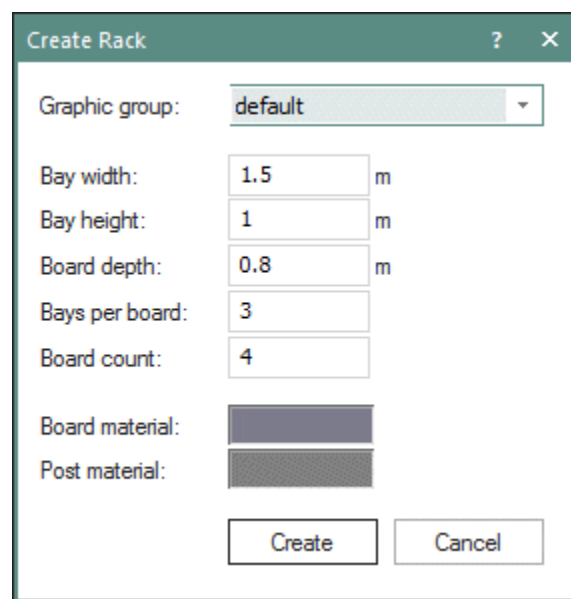 Create Rack ? ×
Graphic group: default
Bay width: 1.5 m
Bay height: 1 m
Board depth: 0.8 m
Bays per board: 3
Board count: 4
Board material:
Post material:
Create Cancel